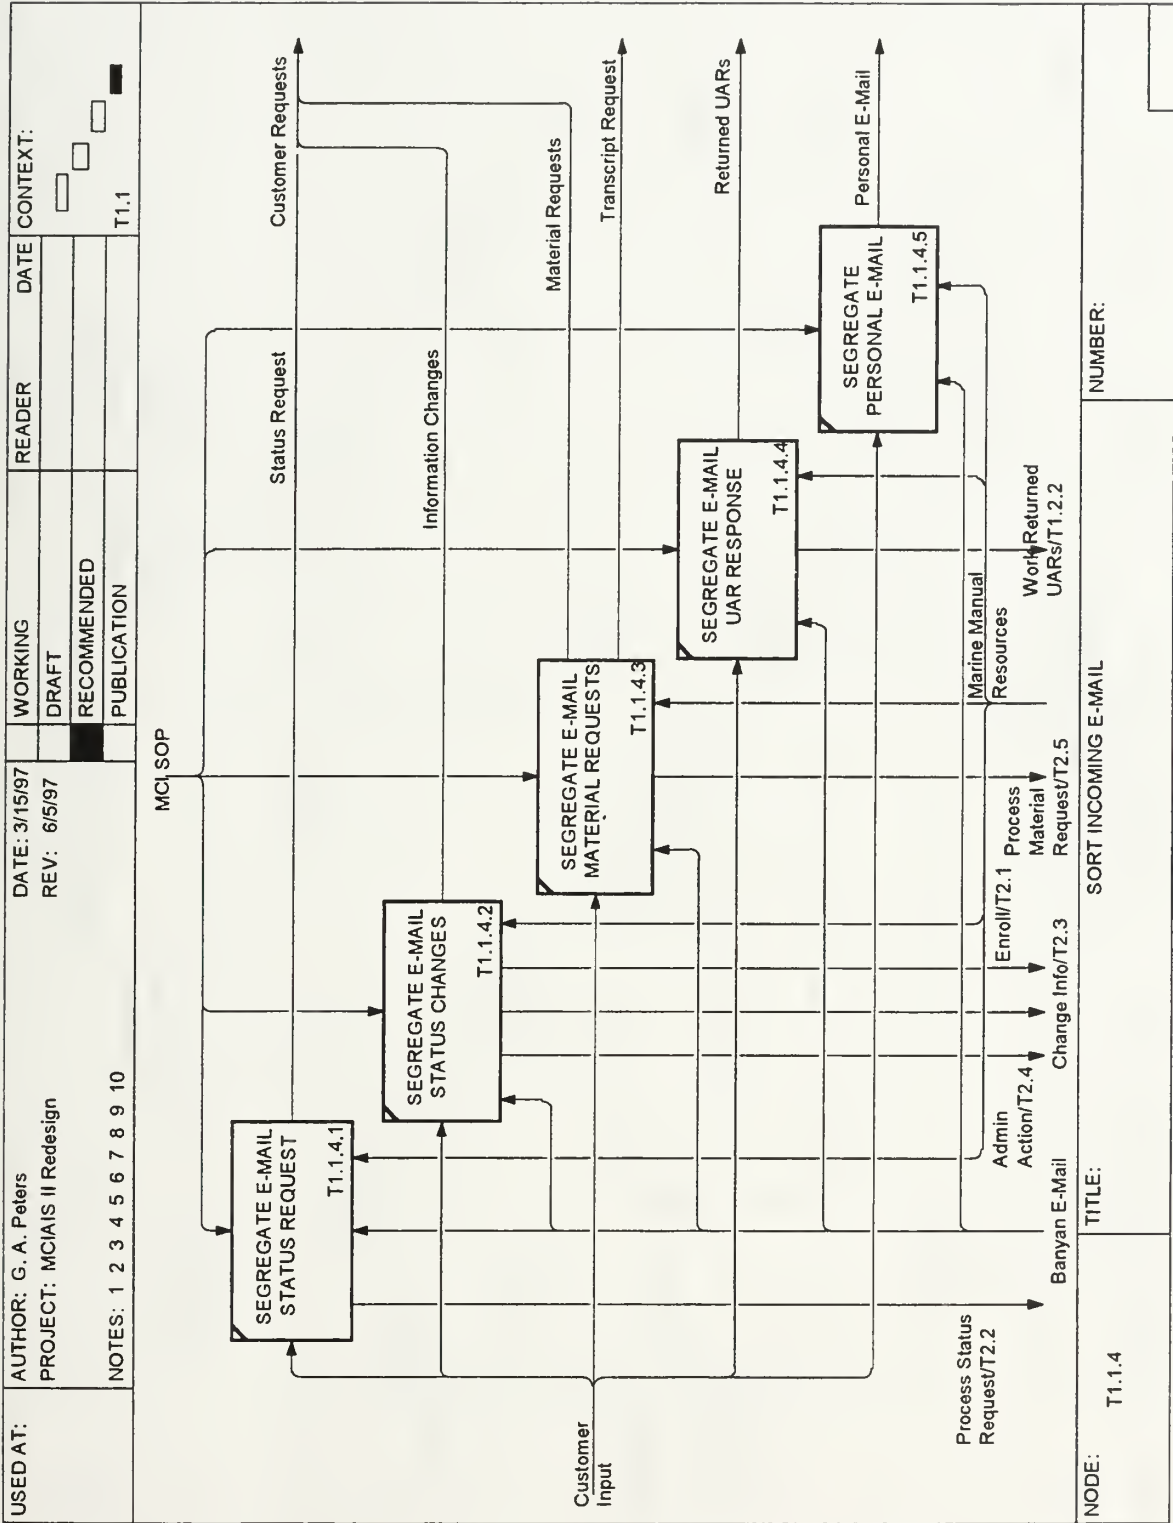 USED AT:
AUTHOR: G. A. Peters
PROJECT: MCIAIS II Redesign
NOTES: 1 2 3 4 5 6 7 8 9 10
DATE: 3/15/97
REV: 6/5/97
WORKING
DRAFT
RECOMMENDED
PUBLICATION
READER
DATE
CONTEXT:
T1.1
MCI SOP
Customer Requests
Status Request
Information Changes
Material Requests
Transcript Request
Returned UARs
Personal E-Mail
SEGREGATE E-MAIL
STATUS REQUEST
T1.1.4.1
SEGREGATE E-MAIL
STATUS CHANGES
T1.1.4.2
SEGREGATE E-MAIL
MATERIAL REQUESTS
T1.1.4.3
SEGREGATE E-MAIL
UAR RESPONSE
T1.1.4.4
SEGREGATE
PERSONAL E-MAIL
T1.1.4.5
Customer
Input
Process Status
Request/T2.2
Banyan E-Mail
Admin
Action/T2.4
Change Info/T2.3
Enroll/T2.1
Process
Material
Request/T2.5
Marine Manual
Resources
Work Returned
UARs/T1.2.2
NODE:
T1.1.4
TITLE:
SORT INCOMING E-MAIL
NUMBER: